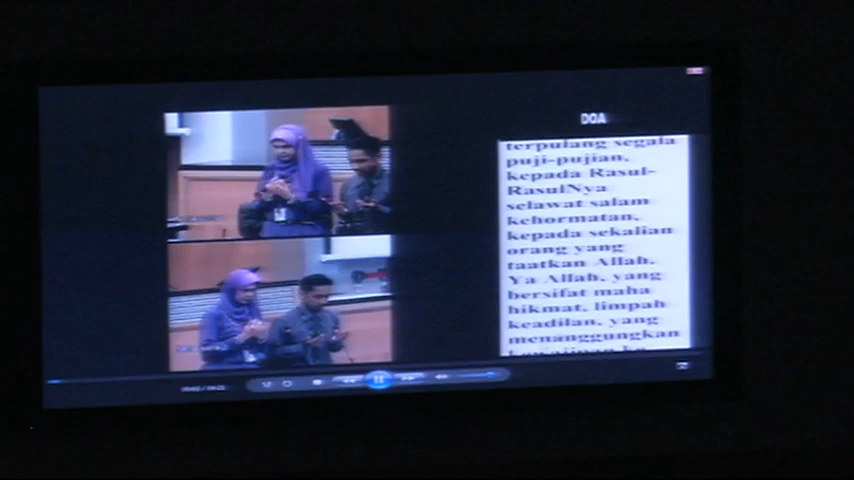 DOA
terpulang segala
puji-pujian,
kepada Rasul-
RasulNya
selawat salam
kehormatan,
kepada sekalian
orang yang
taatkan Allah.
Ya Allah, yang
bersifat maha
hikmat, limpah
keadilan, yang
menanggungkan